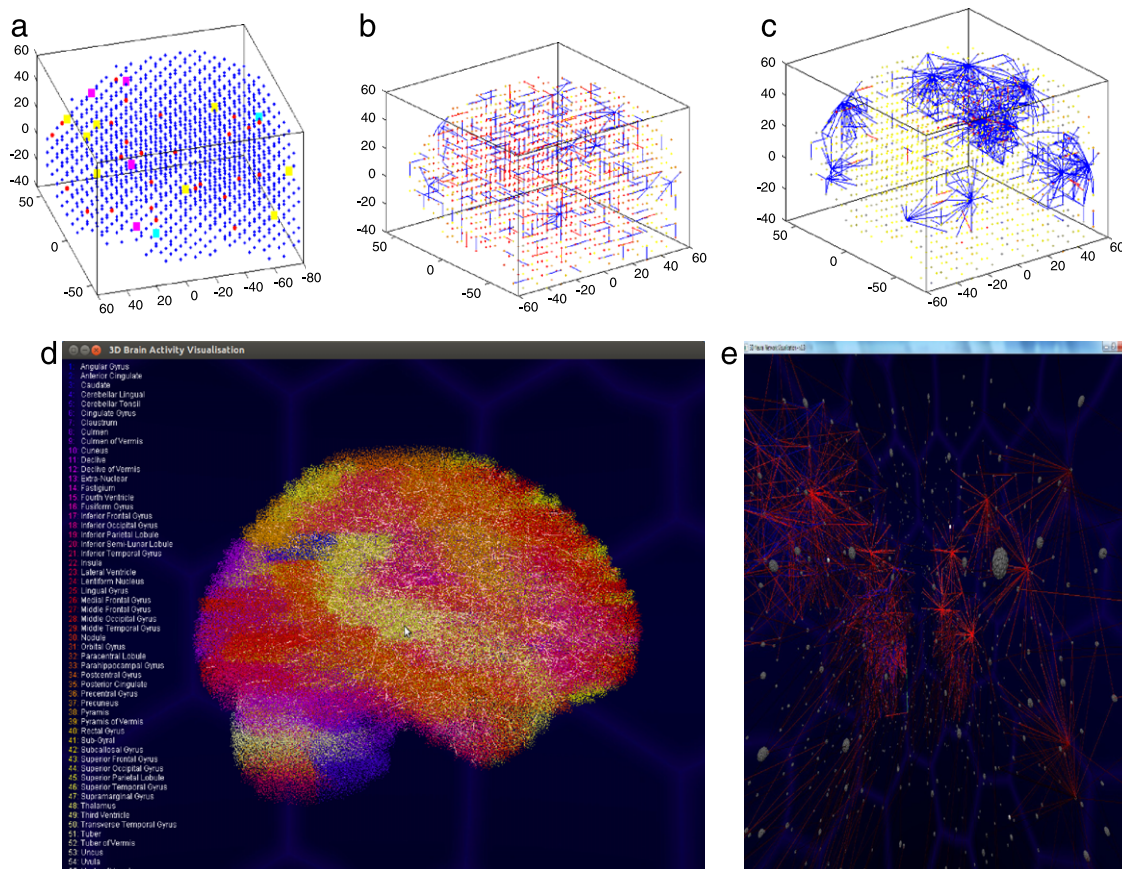 a
60
40
20
0
-20
-40
50
0
-50
60
40
20
0
-20
-40
-60
-80
b
60
40
20
0
-20
-40
50
0
-50
-60
-40
-20
0
20
40
60
c
60
40
20
0
-20
-40
50
0
-50
-60
-40
-20
0
20
40
60
d
3D Brain Activity Visualisation
Angular Gyrus
Anterior Cingulate
Caudate
Cerebellar Lingual
Cerebellar Tonsil
Cingulate Gyrus
Claustrum
Culmen
Culmen of Vermis
10: Cuneus
11: Declive
12: Declive of Vermis
13: Extra-Nuclear
14: Fastigium
15: Fourth Ventricle
16: Fusiform Gyrus
17: Inferior Frontal Gyrus
18: Inferior Occipital Gyrus
19: Inferior Parietal Lobule
20: Inferior Semi-Lunar Lobule
21: Inferior Temporal Gyrus
22: Insula
23: Lateral Ventricle
24: Lentiform Nucleus
25: Lingual Gyrus
26: Medial Frontal Gyrus
27: Middle Frontal Gyrus
28: Middle Occipital Gyrus
29: Middle Temporal Gyrus
30: Nodule
31: Orbital Gyrus
32: Paracentral Lobule
33: Parahippocampal Gyrus
34: Postcentral Gyrus
35: Posterior Cingulate
36: Precentral Gyrus
37: Precuneus
38: Pyramis
39: Pyramis of Vermis
40: Rectal Gyrus
41: Sub-Gyral
42: Subcallosal Gyrus
43: Superior Frontal Gyrus
44: Superior Occipital Gyrus
45: Superior Parietal Lobule
46: Superior Temporal Gyrus
47: Supramarginal Gyrus
48: Thalamus
49: Third Ventricle
50: Transverse Temporal Gyrus
51: Tuber
52: Tuber of Vermis
53: Uncus
54: Uvula
e